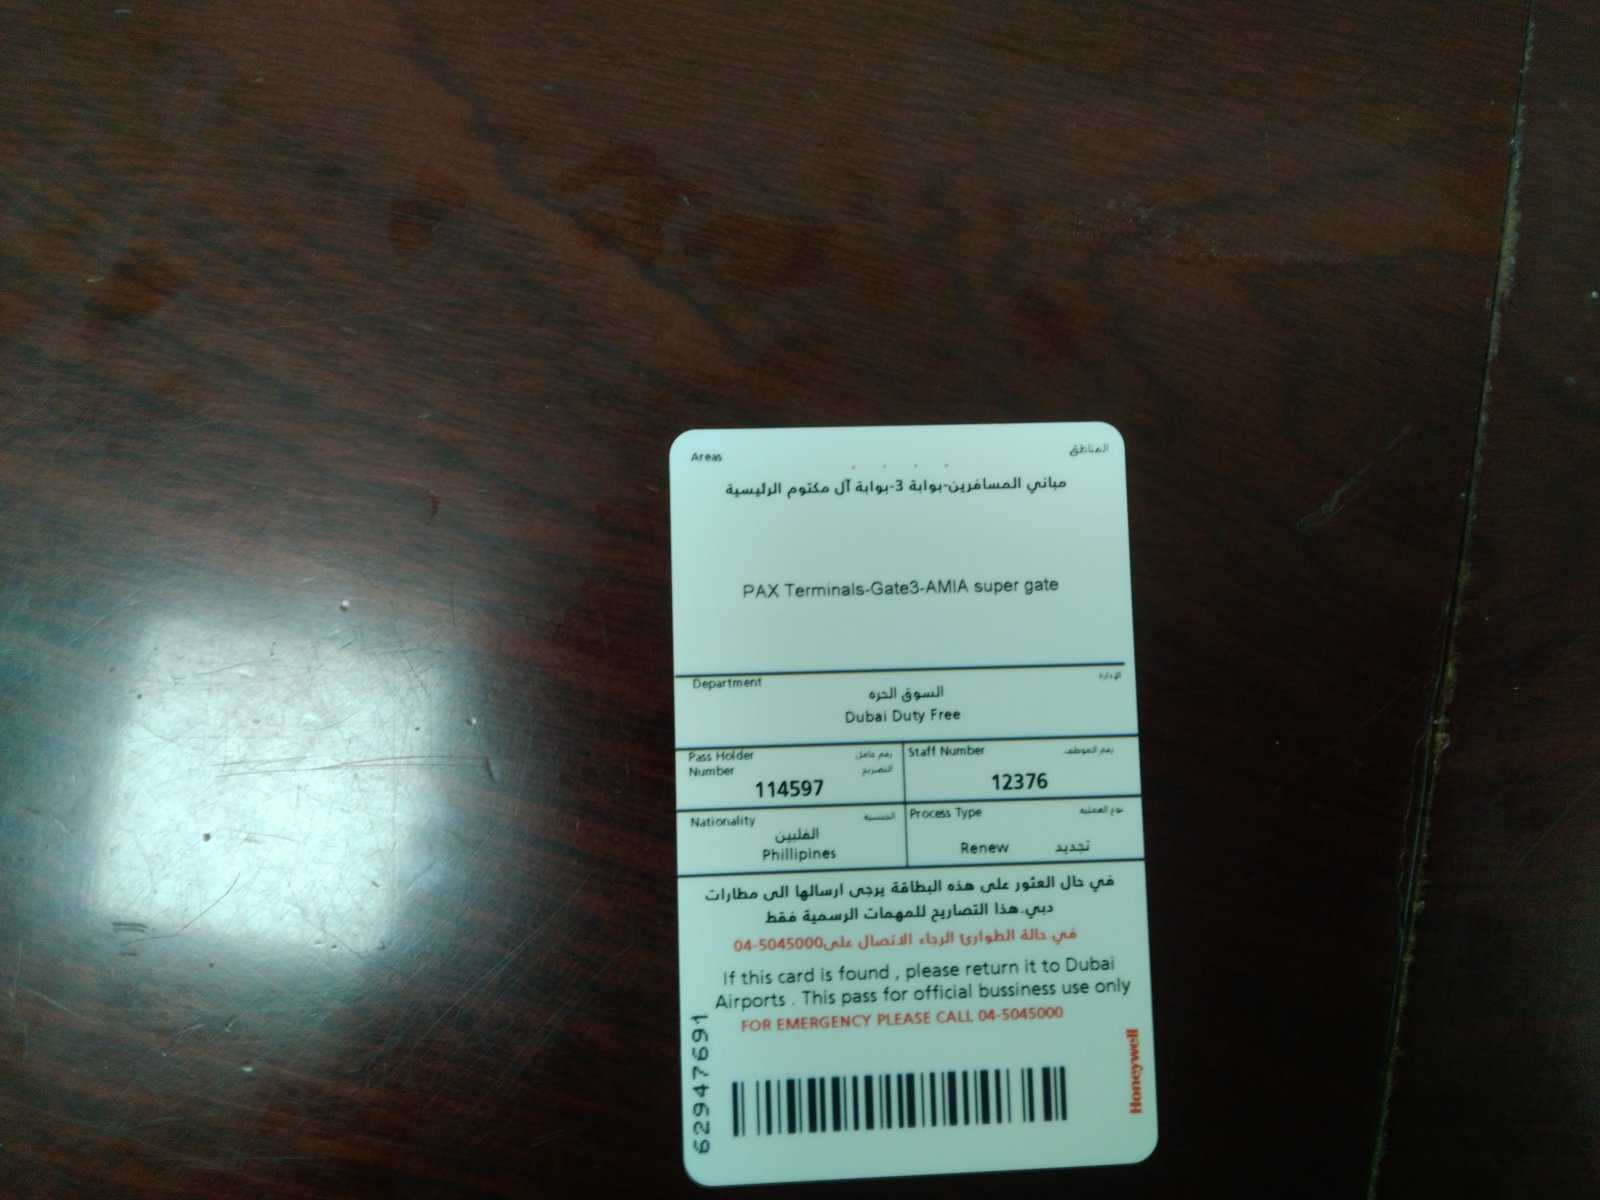 Areas المناطق
مباني المسافرين-بوابة 3-بوابة آل مكتوم الرئيسية
PAX Terminals-Gate3-AMIA super gate
Department الإدارة
السوق الحره
Dubai Duty Free
Pass Holder Number رقم حامل التصريح
114597
Staff Number رقم الموظف
12376
Nationality الجنسية
الفلبين
Phillipines
Process Type نوع العملية
Renew تجديد
في حال العثور على هذه البطاقة يرجى ارسالها الى مطارات
دبي.هذا التصاريح للمهمات الرسمية فقط
في حالة الطوارئ الرجاء الاتصال على04-5045000
If this card is found , please return it to Dubai
Airports . This pass for official bussiness use only
FOR EMERGENCY PLEASE CALL 04-5045000
62947691
Honeywell